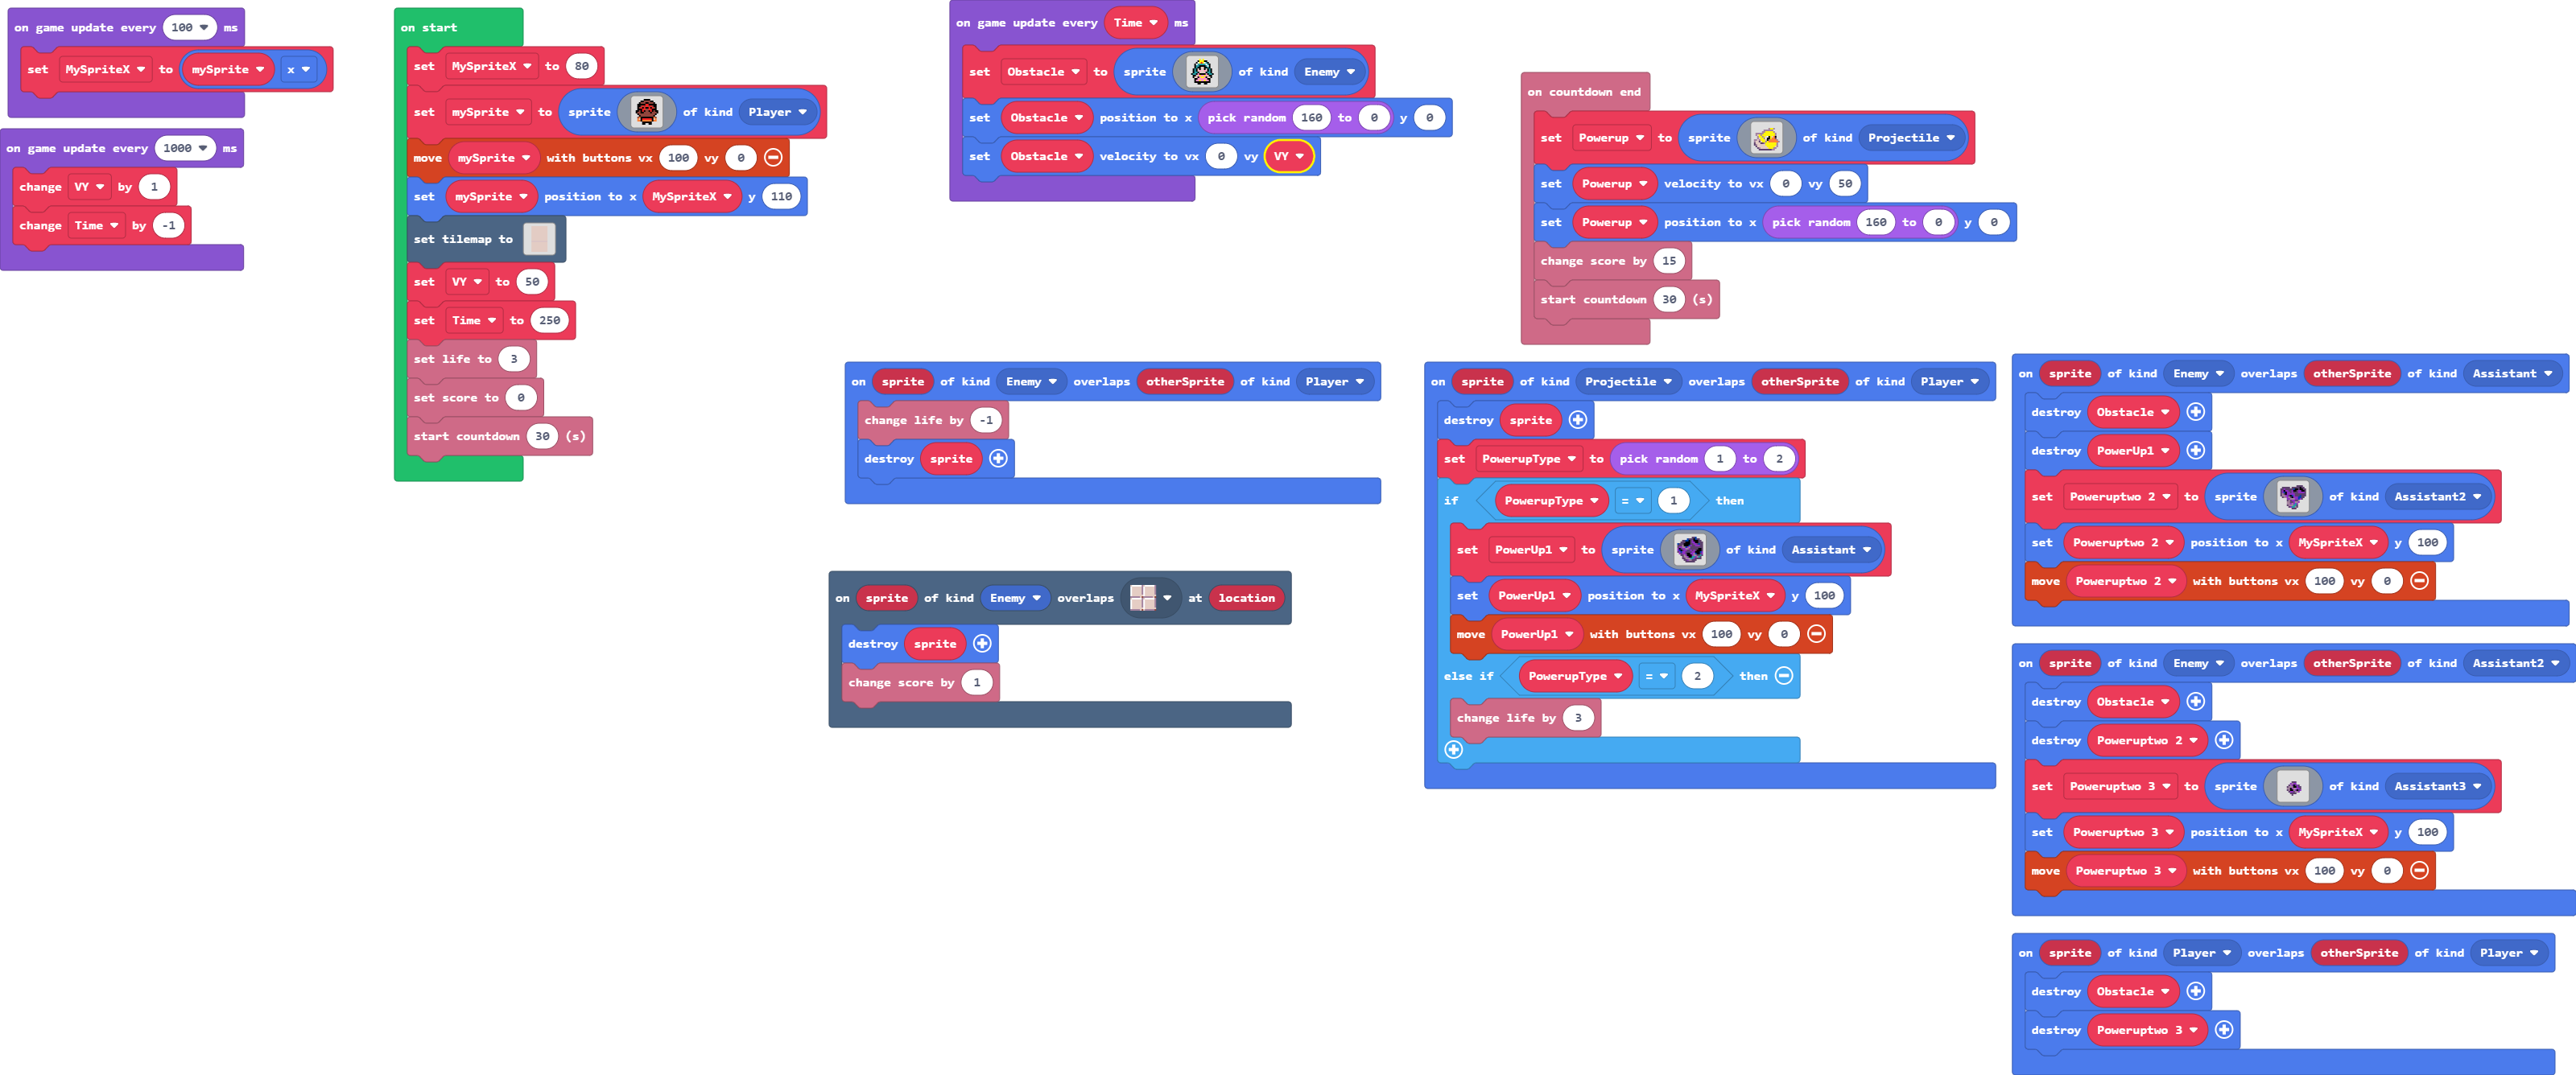 on game update every 100 ms
set MySpriteX to mySprite x
on game update every 1000 ms
change VY by 1
change Time by -1
on start
set MySpriteX to 80
set mySprite to sprite of kind Player
move mySprite with buttons vx 100 vy 0
set mySprite position to x MySpriteX y 110
set tilemap to
set VY to 50
set Time to 250
set life to 3
set score to 0
start countdown 30 (s)
on game update every Time ms
set Obstacle to sprite of kind Enemy
set Obstacle position to x pick random 160 to 0 y 0
set Obstacle velocity to vx 0 vy VY
on sprite of kind Enemy overlaps otherSprite of kind Player
change life by -1
destroy sprite
on sprite of kind Enemy overlaps at location
destroy sprite
change score by 1
on countdown end
set Powerup to sprite of kind Projectile
set Powerup velocity to vx 0 vy 50
set Powerup position to x pick random 160 to 0 y 0
change score by 15
start countdown 30 (s)
on sprite of kind Projectile overlaps otherSprite of kind Player
destroy sprite
set PowerupType to pick random 1 to 2
if PowerupType = 1 then
set PowerUp1 to sprite of kind Assistant
set PowerUp1 position to x MySpriteX y 100
move PowerUp1 with buttons vx 100 vy 0
else if PowerupType = 2 then
change life by 3
on sprite of kind Enemy overlaps otherSprite of kind Assistant
destroy Obstacle
destroy PowerUp1
set Poweruptwo 2 to sprite of kind Assistant2
set Poweruptwo 2 position to x MySpriteX y 100
move Poweruptwo 2 with buttons vx 100 vy 0
on sprite of kind Enemy overlaps otherSprite of kind Assistant2
destroy Obstacle
destroy Poweruptwo 2
set Poweruptwo 3 to sprite of kind Assistant3
set Poweruptwo 3 position to x MySpriteX y 100
move Poweruptwo 3 with buttons vx 100 vy 0
on sprite of kind Player overlaps otherSprite of kind Player
destroy Obstacle
destroy Poweruptwo 3